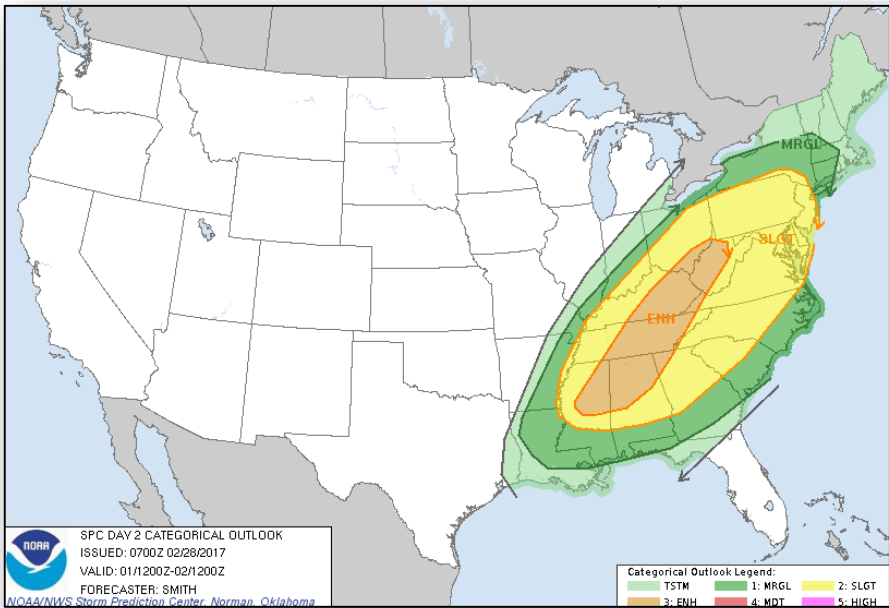 MRGL
SLGT
ENH
NOAA
SPC DAY 2 CATEGORICAL OUTLOOK
ISSUED: 0700Z 02/28/2017
VALID: 01/1200Z-02/1200Z
FORECASTER: SMITH
NOAA/NWS Storm Prediction Center, Norman, Oklahoma
Categorical Outlook Legend:
TSTM 1: MRGL 2: SLGT
3: ENH 4: MDT 5: HIGH